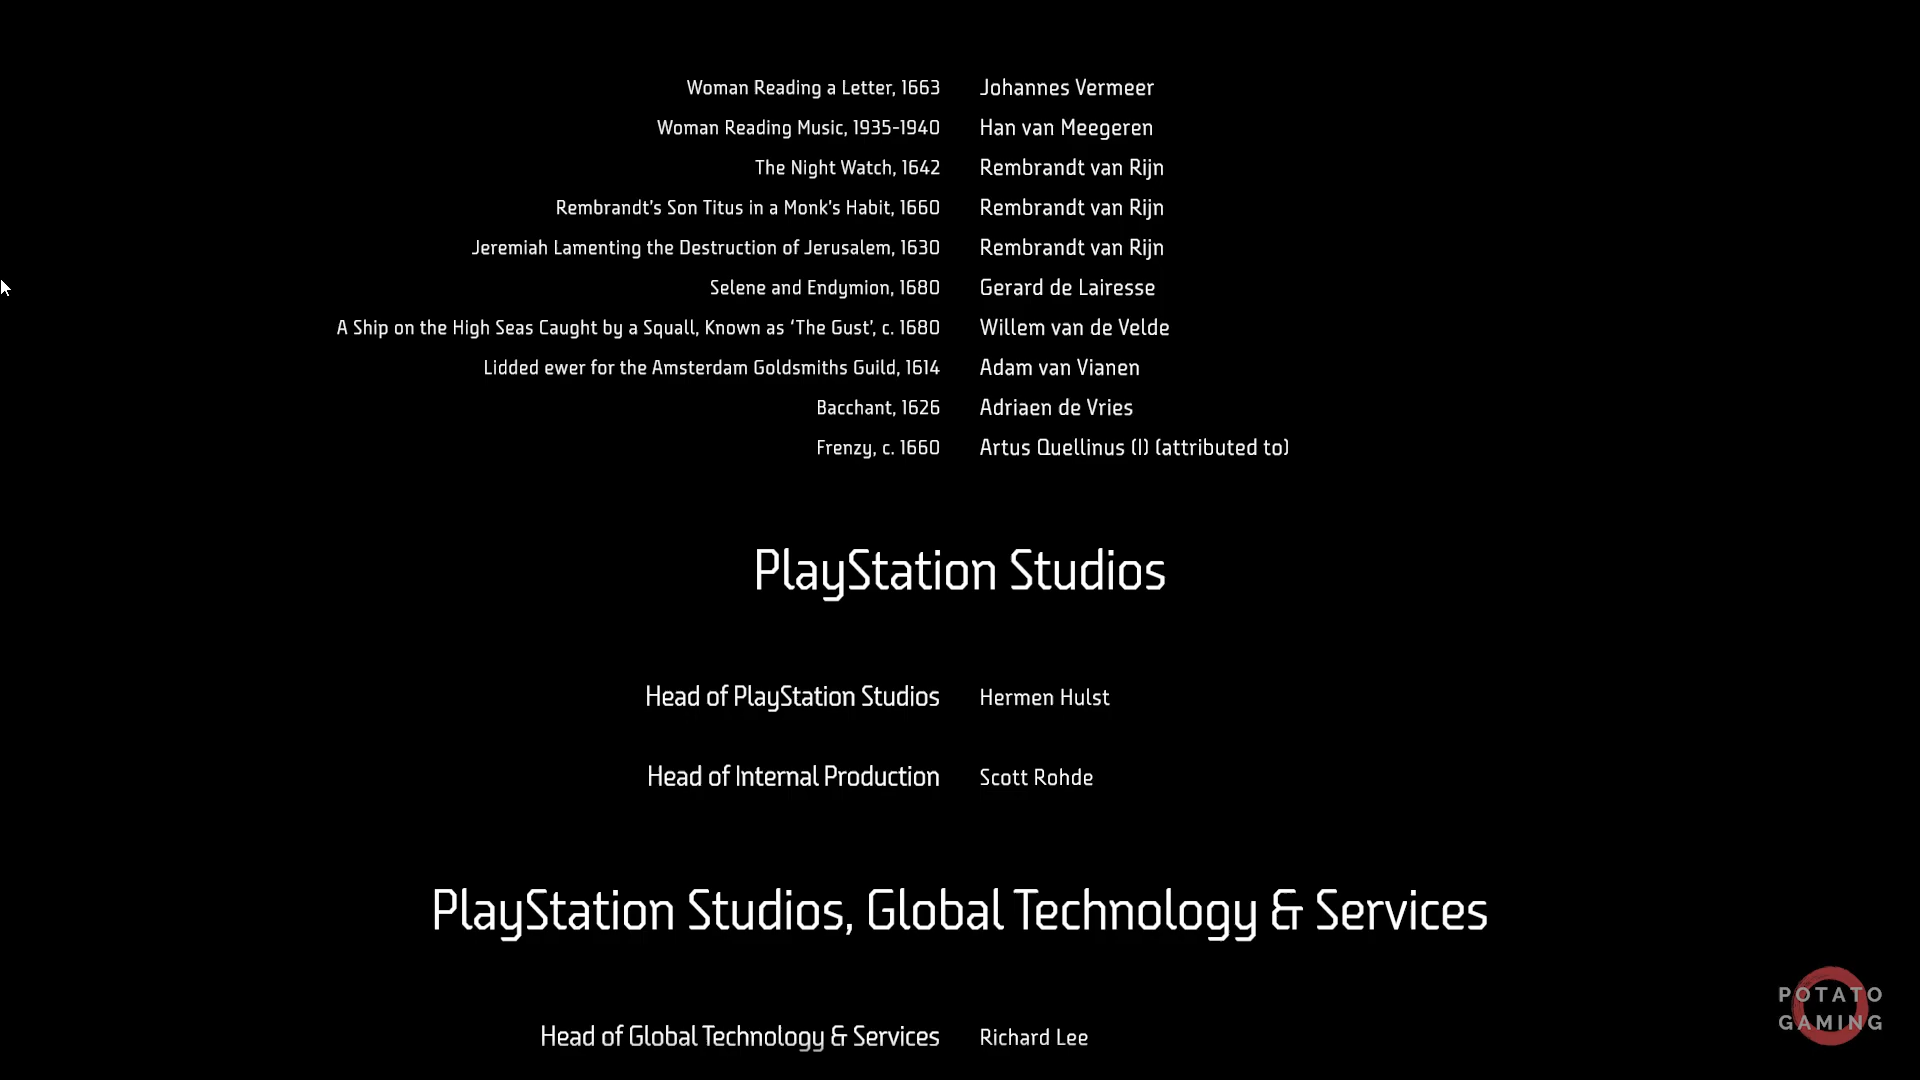 Woman Reading a Letter, 1663 Johannes Vermeer
Woman Reading Music, 1935-1940 Han van Meegeren
The Night Watch, 1642 Rembrandt van Rijn
Rembrandt's Son Titus in a Monk's Habit, 1660 Rembrandt van Rijn
Jeremiah Lamenting the Destruction of Jerusalem, 1630 Rembrandt van Rijn
Selene and Endymion, 1680 Gerard de Lairesse
A Ship on the High Seas Caught by a Squall, Known as ‘The Gust’, c. 1680 Willem van de Velde
Lidded ewer for the Amsterdam Goldsmiths Guild, 1614 Adam van Vianen
Bacchant, 1626 Adriaen de Vries
Frenzy, c. 1660 Artus Quellinus (I) (attributed to)
PlayStation Studios
Head of PlayStation Studios Hermen Hulst
Head of Internal Production Scott Rohde
PlayStation Studios, Global Technology & Services
Head of Global Technology & Services Richard Lee
POTATO
GAMING